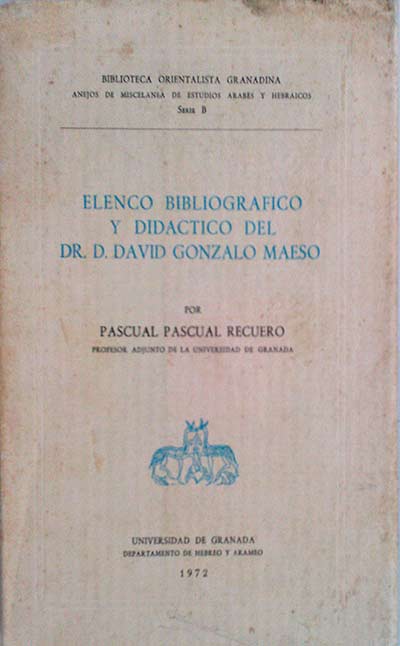 BIBLIOTECA ORIENTALISTA GRANADINA
ANEJOS DE MISCELANEA DE ESTUDIOS ARABES Y HEBRAICOS
SERIE B
ELENCO BIBLIOGRAFICO
Y DIDACTICO DEL
DR. D. DAVID GONZALO MAESO
POR
PASCUAL PASCUAL RECUERO
PROFESOR ADJUNTO DE LA UNIVERSIDAD DE GRANADA
UNIVERSIDAD DE GRANADA
DEPARTAMENTO DE HEBREO Y ARAMEO
1972